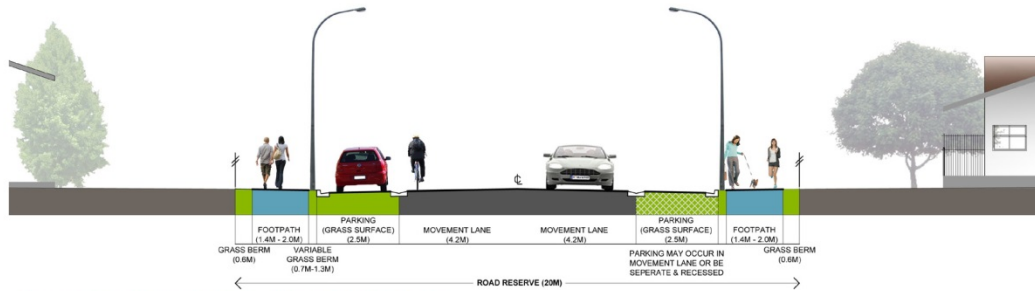 ℄
PARKING
(GRASS SURFACE)
(2.5M)
PARKING
(GRASS SURFACE)
(2.5M)
FOOTPATH
(1.4M - 2.0M)
MOVEMENT LANE
(4.2M)
MOVEMENT LANE
(4.2M)
FOOTPATH
(1.4M - 2.0M)
GRASS BERM
(0.6M)
VARIABLE
GRASS BERM
(0.7M-1.3M)
PARKING MAY OCCUR IN
MOVEMENT LANE OR BE
SEPERATE & RECESSED
GRASS BERM
(0.6M)
ROAD RESERVE (20M)